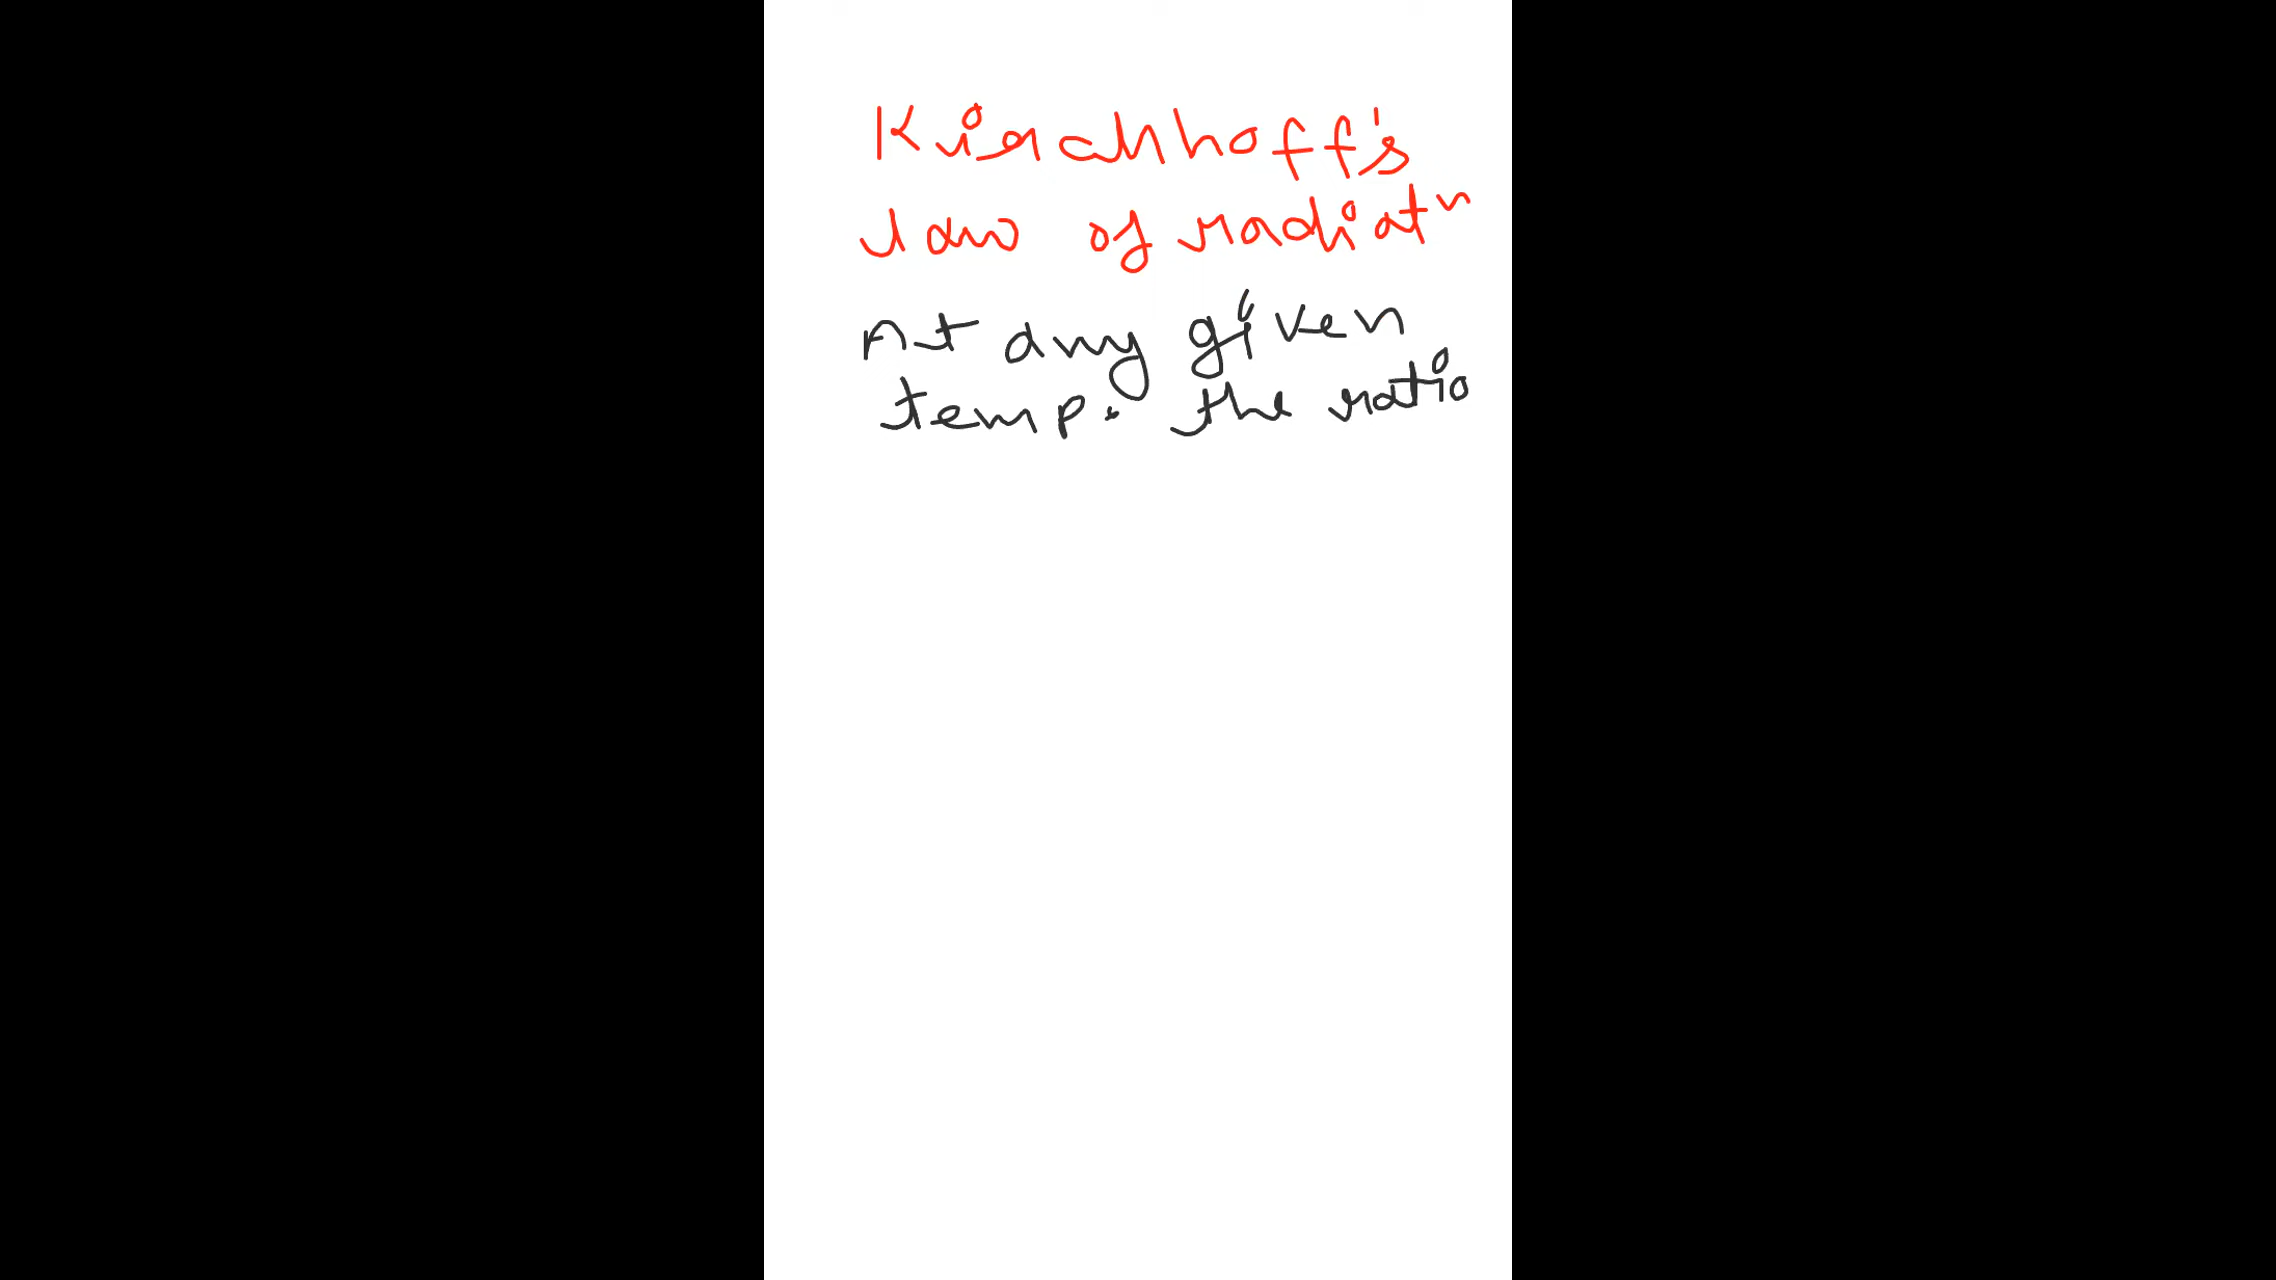 Kirchhoff's
law of radiatⁿ
At any given
temp. the ratio